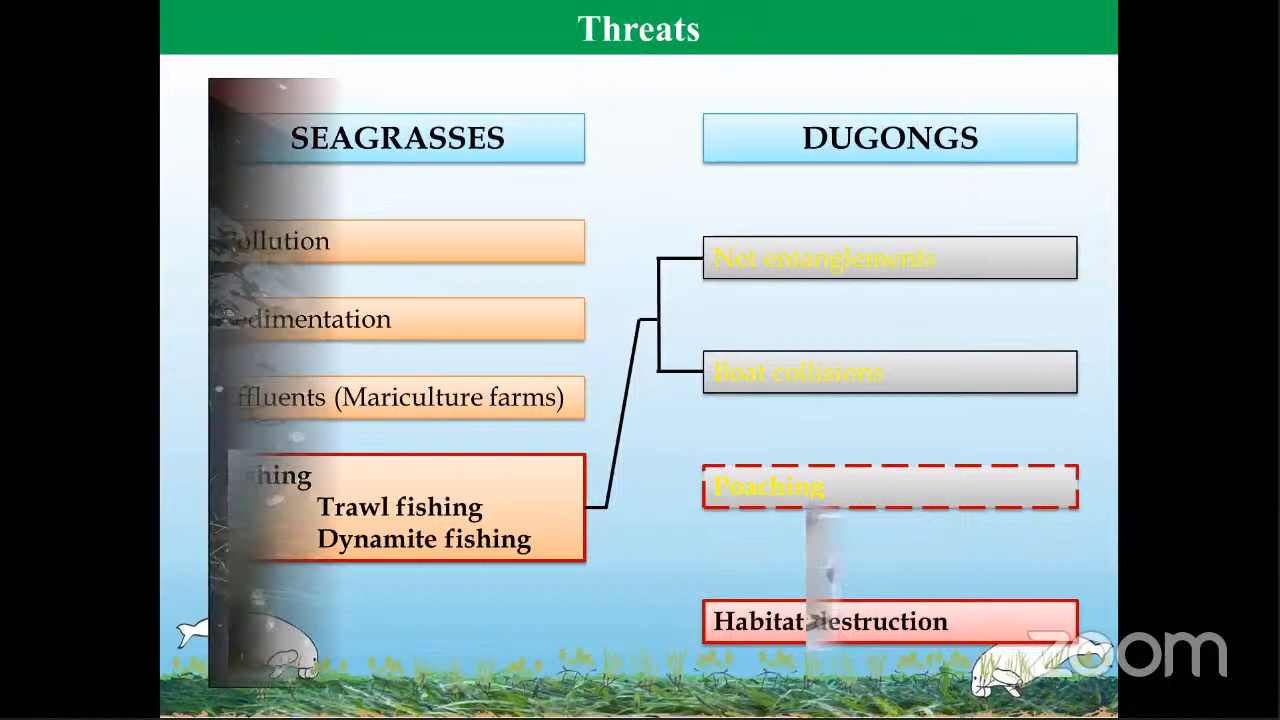 Threats
SEAGRASSES
ollution
edimentation
ffluents (Mariculture farms)
shing
Trawl fishing
Dynamite fishing
DUGONGS
Net entanglements
Boat collisions
Poaching
Habitat destruction
zoom